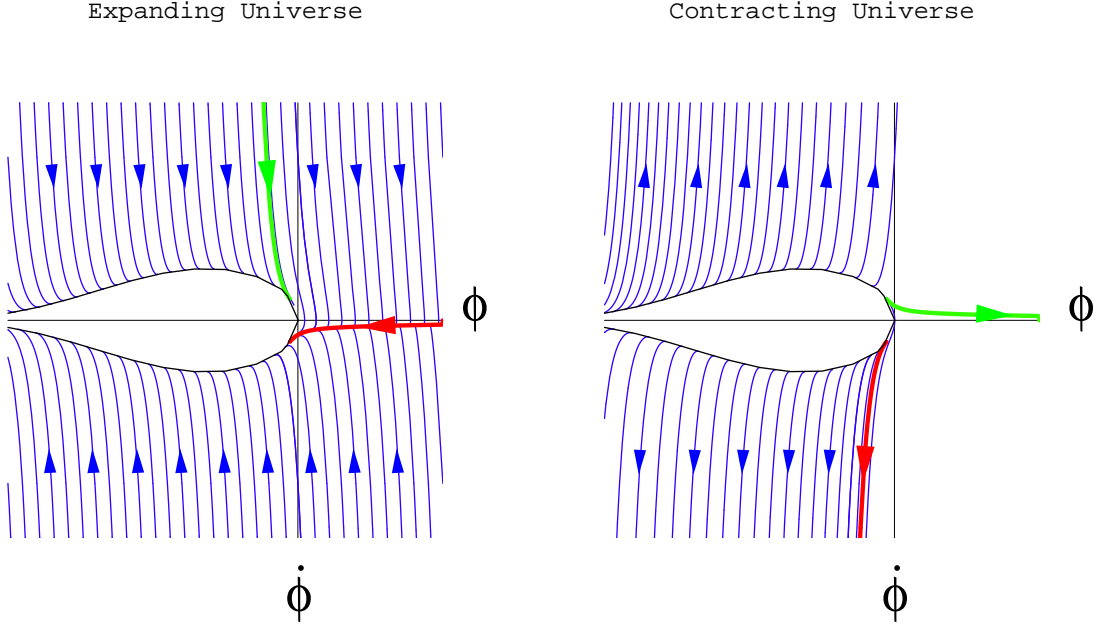 Expanding Universe
Contracting Universe
ϕ
ϕ
ϕ̇
ϕ̇